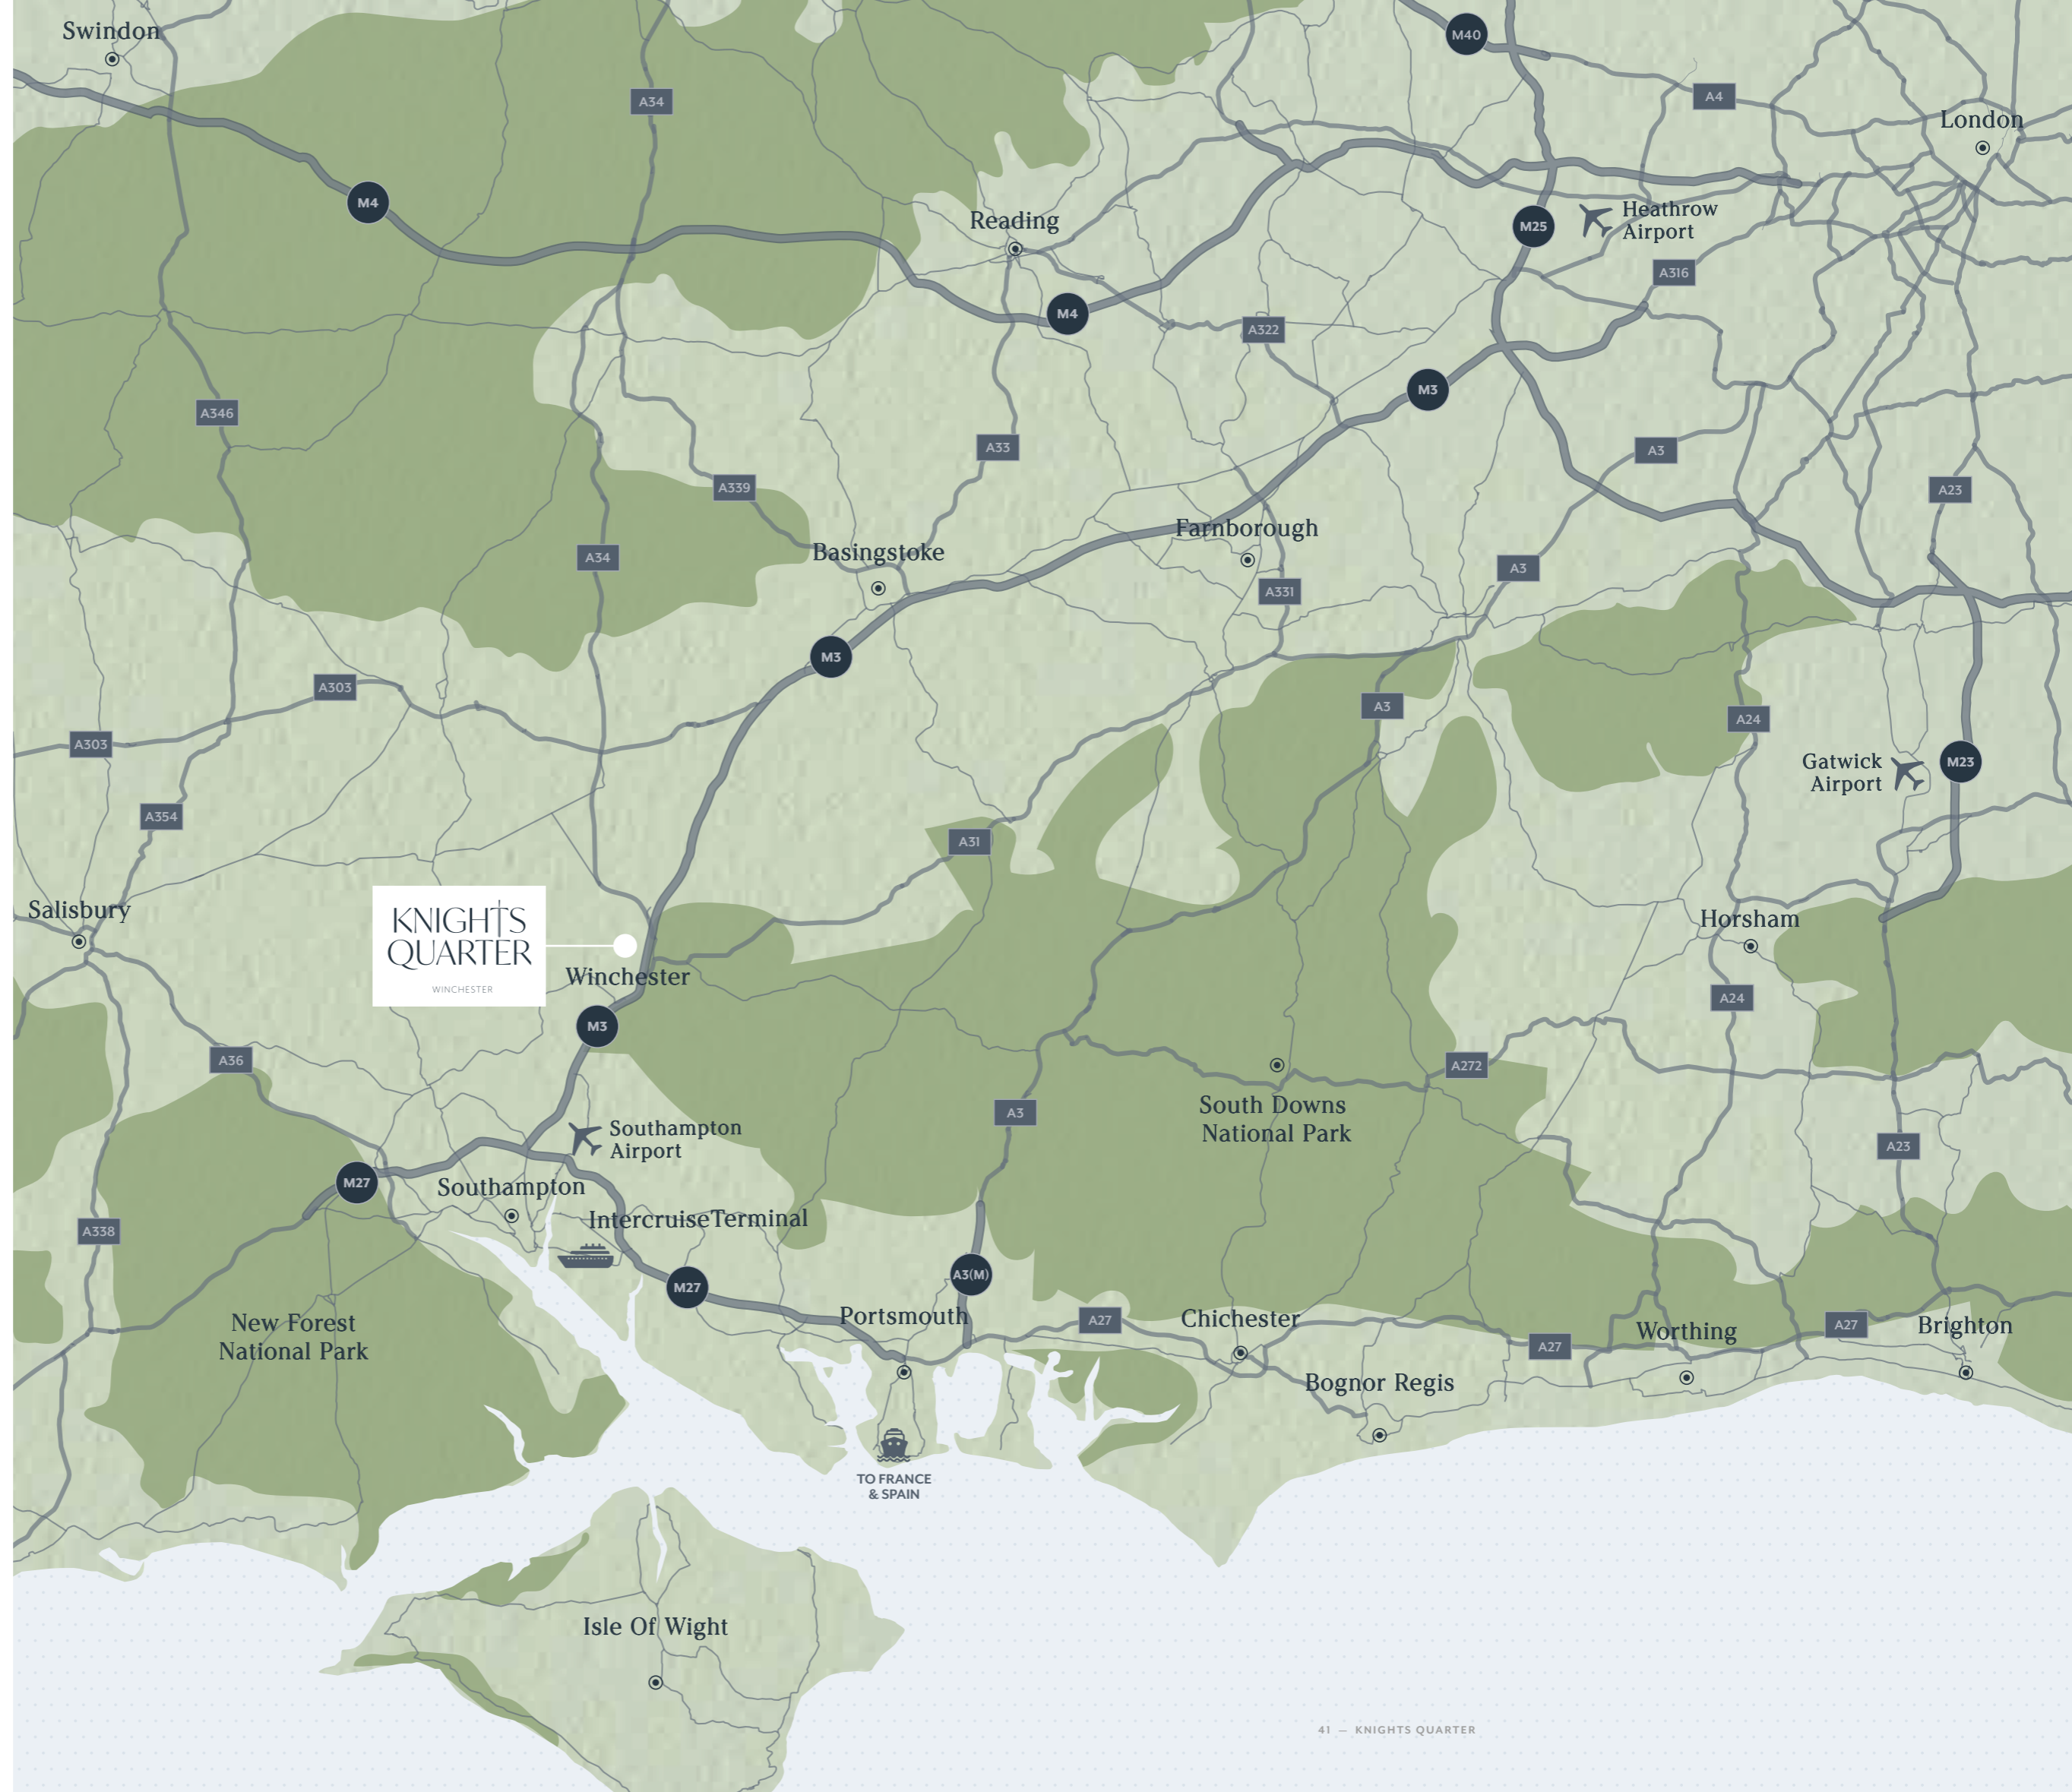 Swindon
M40
A34
A4
London
M4
Reading
Heathrow
Airport
M25
A316
M4
A322
M3
A346
A33
A3
A339
A23
Farnborough
Basingstoke
A34
A3
A331
M3
A303
A3
A24
A303
Gatwick
Airport
M23
A354
A31
Salisbury
KNIGHTS
QUARTER
WINCHESTER
Horsham
Winchester
A24
M3
A36
A272
South Downs
National Park
A3
Southampton
Airport
A23
M27
Southampton
IntercruiseTerminal
A338
A3(M)
M27
Portsmouth
A27
Chichester
New Forest
National Park
A27
Worthing
A27
Brighton
Bognor Regis
TO FRANCE
& SPAIN
Isle Of Wight
41 — KNIGHTS QUARTER